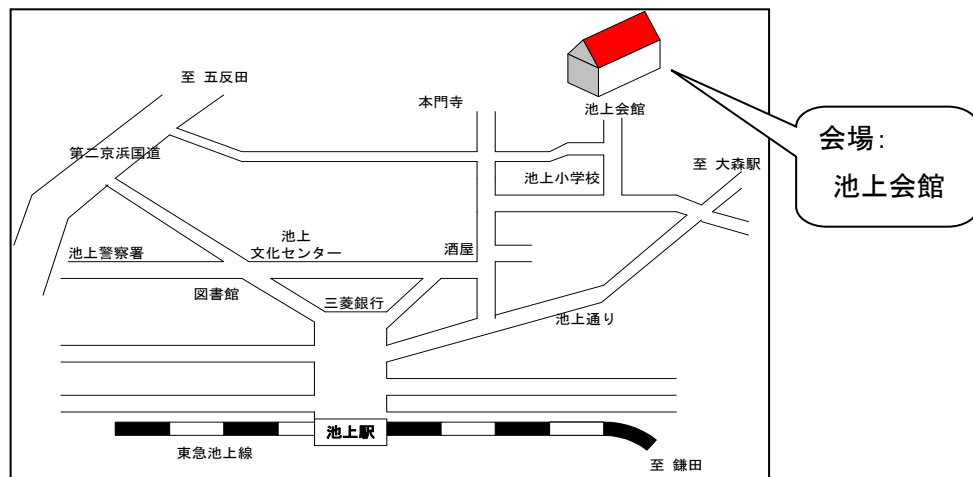 至 五反田
本門寺
池上会館
第二京浜国道
至 大森駅
池上小学校
池上警察署
池上
文化センター
酒屋
図書館
三菱銀行
池上通り
池上駅
東急池上線
至 鎌田
会場:
池上会館